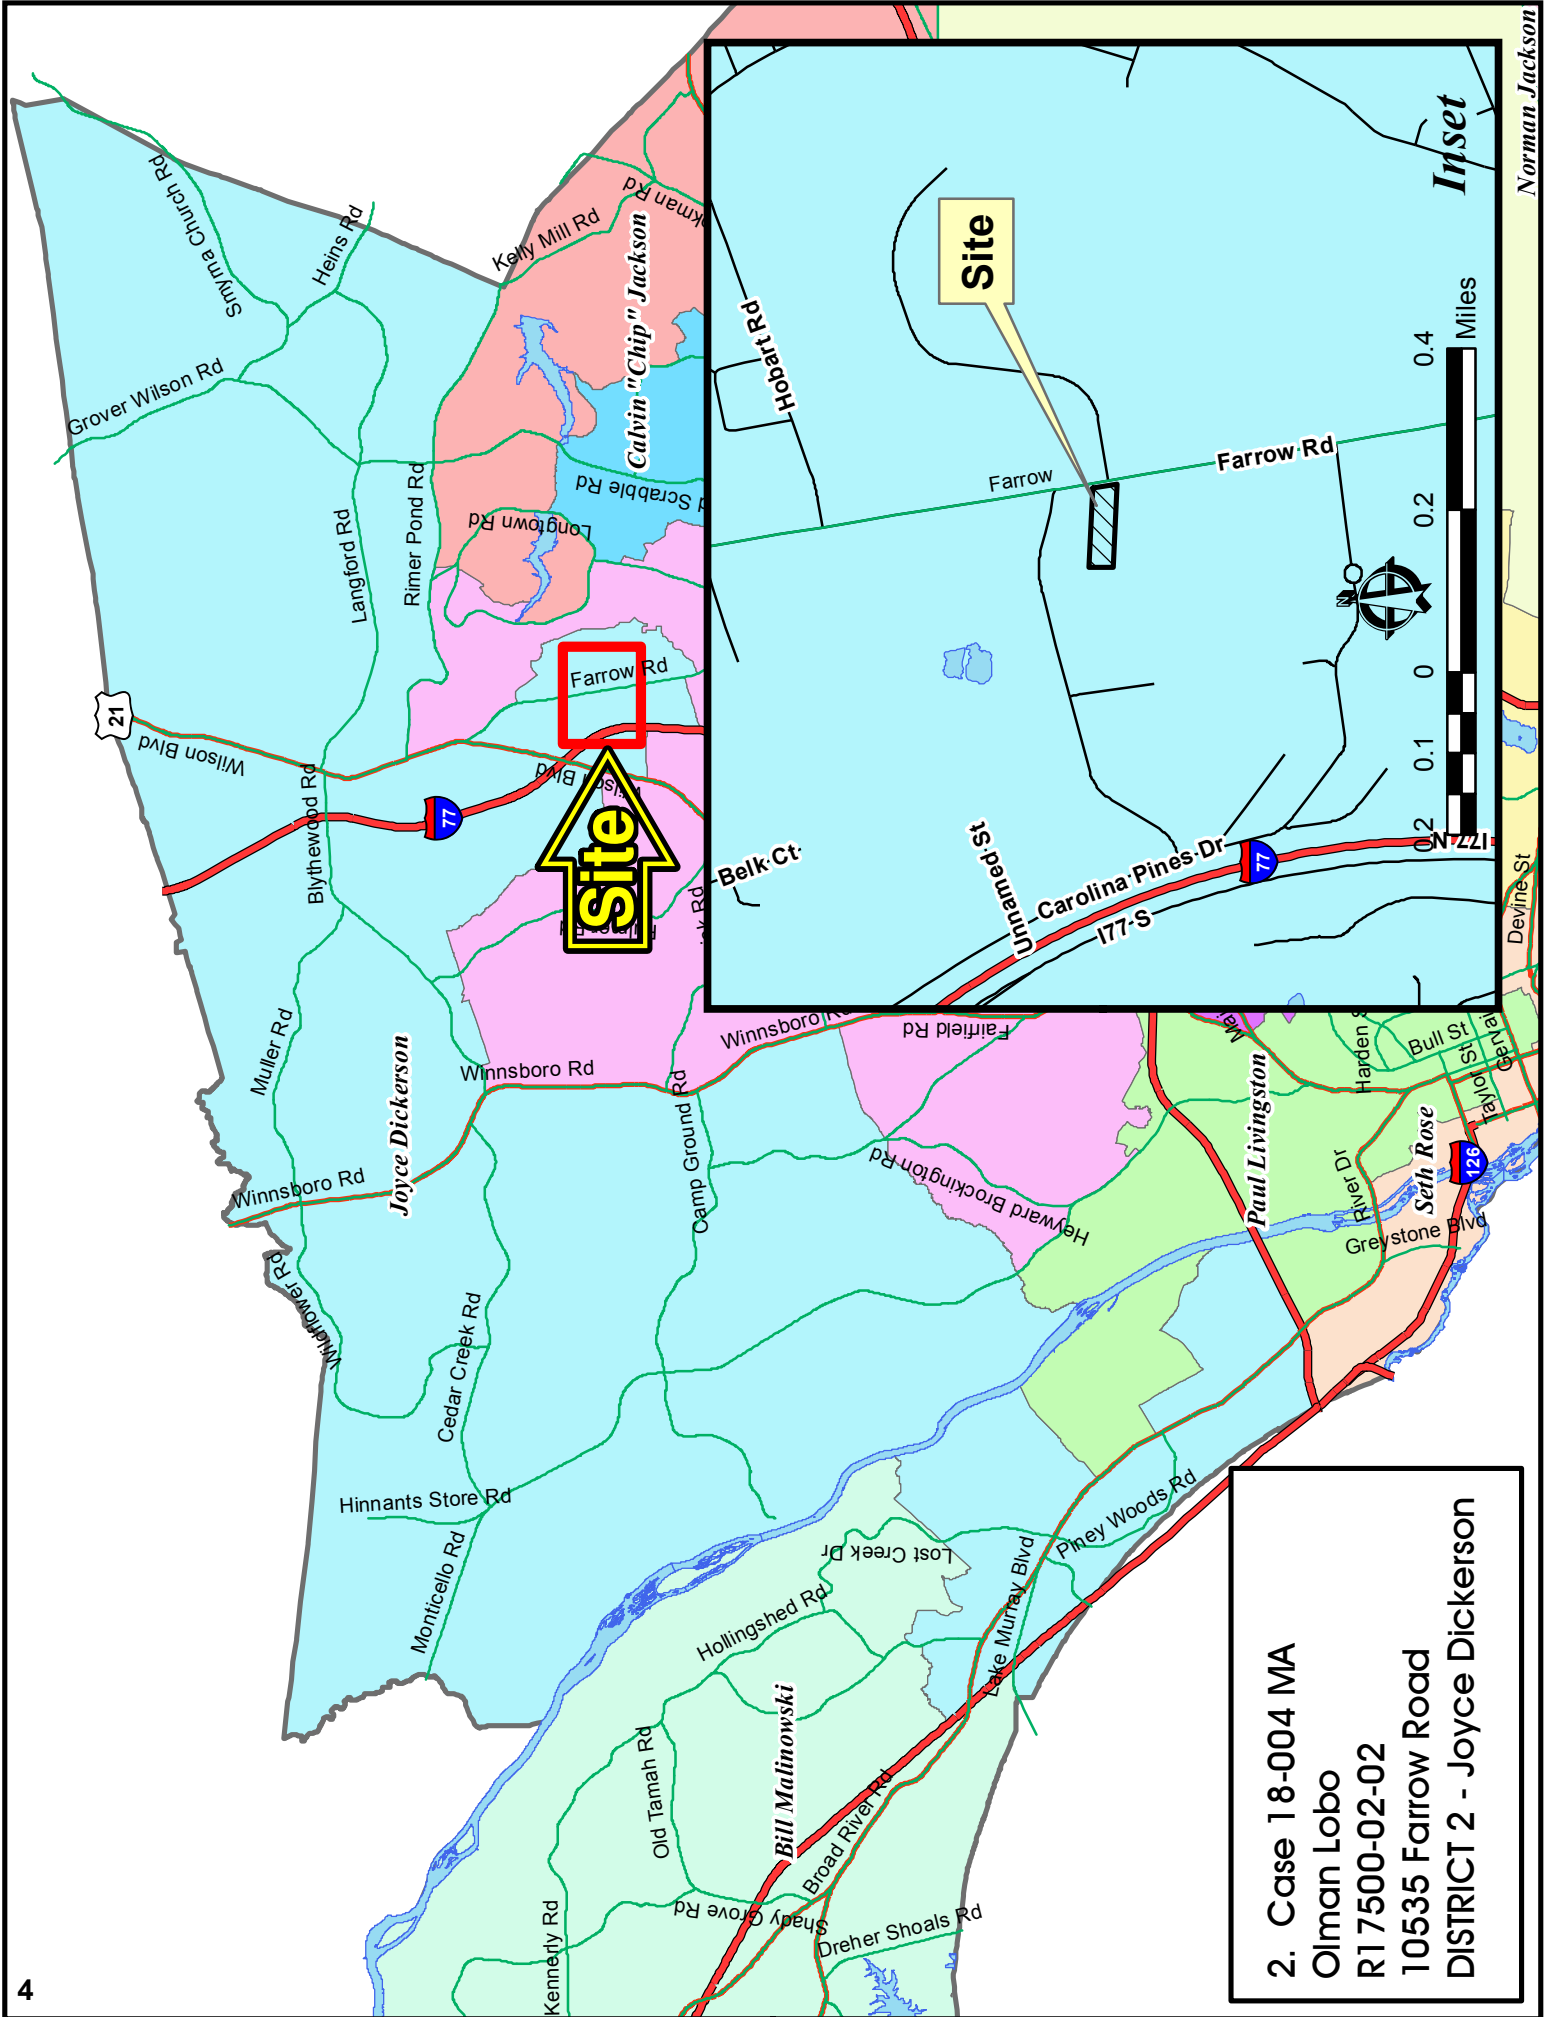 Smyrna Church Rd
Heins Rd
Grover Wilson Rd
Kelly Mill Rd
kman Rd
Calvin "Chip" Jackson
d Scrabble Rd
Longtown Rd
Langford Rd
Rimer Pond Rd
21
Wilson Blvd
Blythewood Rd
77
Farrow Rd
Site
Muller Rd
Joyce Dickerson
Winnsboro Rd
Winnsboro Rd
Winnsboro
Fairfield Rd
Camp Ground Rd
Heyward Brockington Rd
Wildflower Rd
Cedar Creek Rd
Hinnants Store Rd
Monticello Rd
Lost Creek Dr
Hollingshed Rd
Piney Woods Rd
Lake Murray Blvd
Bill Malinowski
Old Tamah Rd
Broad River Rd
Shady Grove Rd
Kennerly Rd
Dreher Shoals Rd
Paul Livingston
Seth Rose
River Dr
Greystone Blvd
126
Harden
Bull St
Taylor St
Gervai
Devine St
Norman Jackson
Inset
Site
Hobart Rd
Farrow
Farrow Rd
Belk Ct
Unnamed St
Carolina Pines Dr
I77 S
77
I77 N
N
0.2 0.1 0 0.2 0.4
Miles
2. Case 18-004 MA
Olman Lobo
R17500-02-02
10535 Farrow Road
DISTRICT 2 - Joyce Dickerson
4